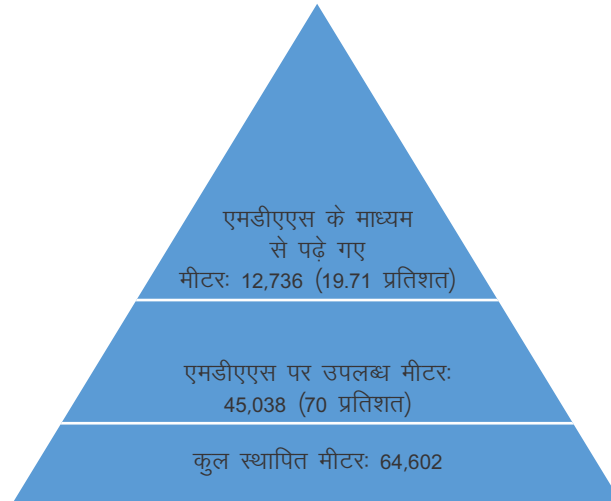 एमडीएएस के माध्यम
से पढ़े गए
मीटरः 12,736 (19.71 प्रतिशत)
एमडीएएस पर उपलब्ध मीटरः
45,038 (70 प्रतिशत)
कुल स्थापित मीटरः 64,602